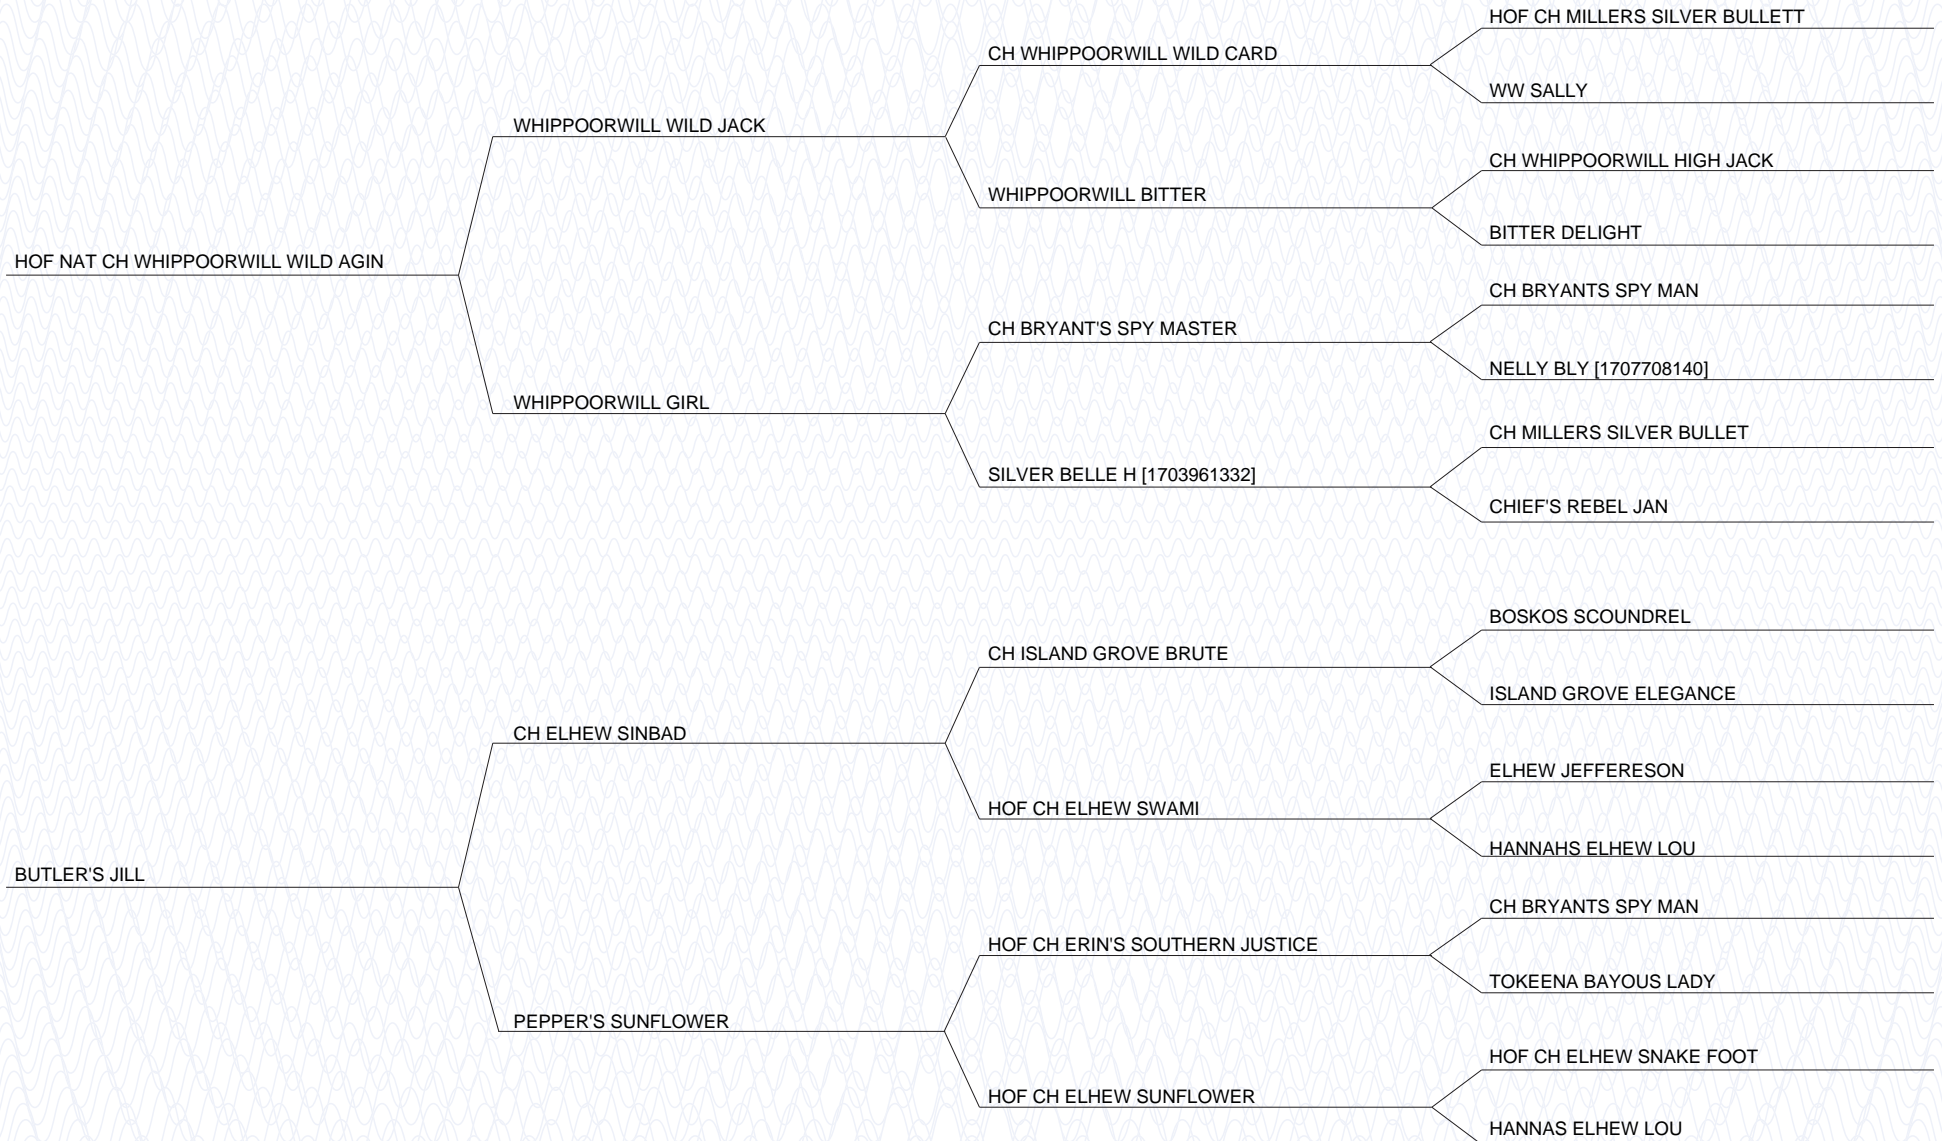 HOF CH MILLERS SILVER BULLETT
CH WHIPPOORWILL WILD CARD
WW SALLY
WHIPPOORWILL WILD JACK
CH WHIPPOORWILL HIGH JACK
WHIPPOORWILL BITTER
BITTER DELIGHT
HOF NAT CH WHIPPOORWILL WILD AGIN
CH BRYANTS SPY MAN
CH BRYANT'S SPY MASTER
NELLY BLY [1707708140]
WHIPPOORWILL GIRL
CH MILLERS SILVER BULLET
SILVER BELLE H [1703961332]
CHIEF'S REBEL JAN
BOSKOS SCOUNDREL
CH ISLAND GROVE BRUTE
ISLAND GROVE ELEGANCE
CH ELHEW SINBAD
ELHEW JEFFERESON
HOF CH ELHEW SWAMI
HANNAHS ELHEW LOU
BUTLER'S JILL
CH BRYANTS SPY MAN
HOF CH ERIN'S SOUTHERN JUSTICE
TOKEENA BAYOUS LADY
PEPPER'S SUNFLOWER
HOF CH ELHEW SNAKE FOOT
HOF CH ELHEW SUNFLOWER
HANNAS ELHEW LOU